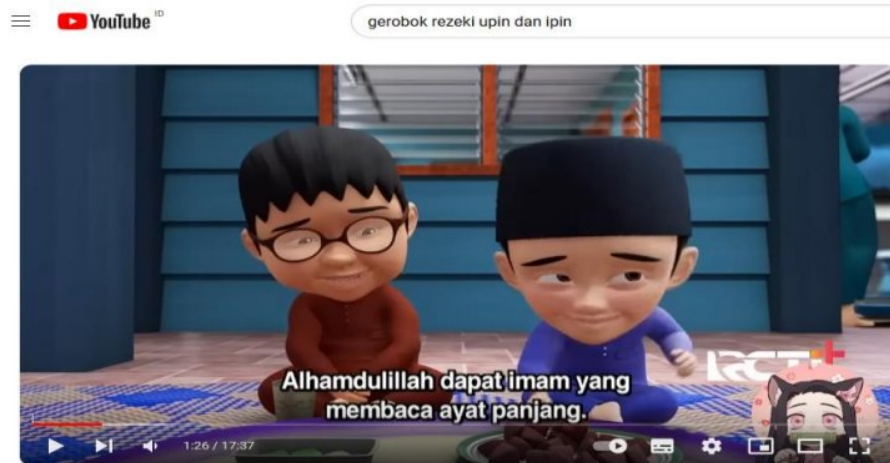 YouTube ID
gerobok rezeki upin dan ipin
RCTI+
Alhamdulillah dapat imam yang
membaca ayat panjang.
1:26 / 17:37